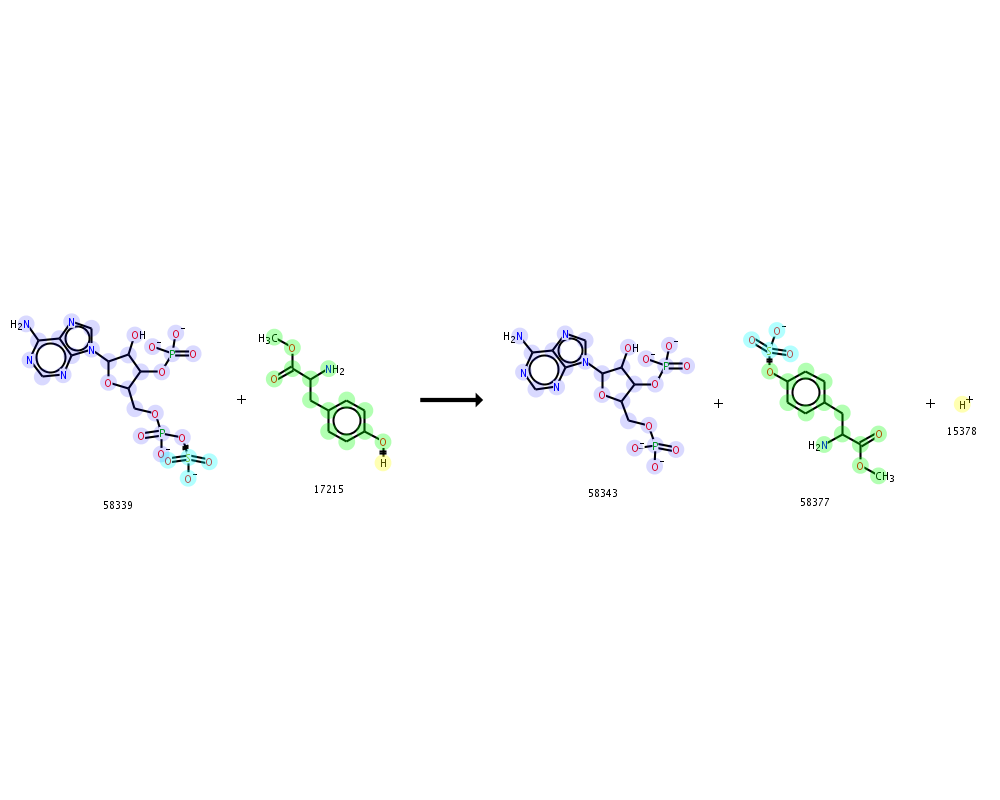 H2N N N N N O OH O O- O- P O O P O O- O S O O O-
+
H3C O O NH2 O H
H2N N N N N O OH O O- O- P O O P O- O O-
+
O- O S O O H2N O O CH3
+
H+
58339
17215
58343
58377
15378